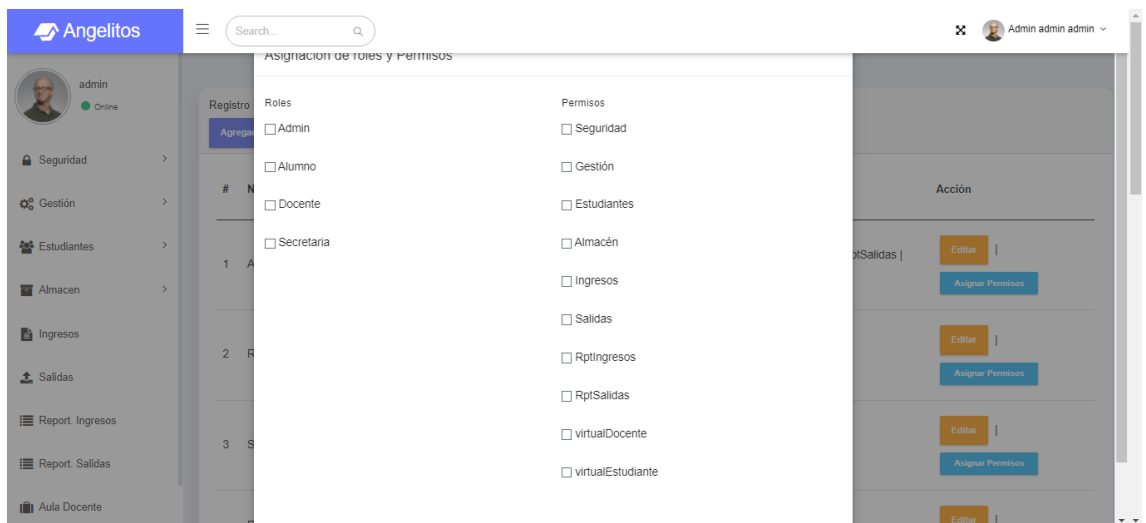 Angelitos
Search...
Admin admin admin
admin
Online
Seguridad
Gestión
Estudiantes
Almacen
Ingresos
Salidas
Report. Ingresos
Report. Salidas
Aula Docente
Registro
Asignación de roles y Permisos
Roles
Admin
Alumno
Docente
Secretaria
Permisos
Seguridad
Gestión
Estudiantes
Almacén
Ingresos
Salidas
RptIngresos
RptSalidas
virtualDocente
virtualEstudiante
#
Acción
1 A
ptSalidas |
Editar |
Asignar Permisos
2 R
Editar |
Asignar Permisos
3 S
Editar |
Asignar Permisos
Editar |